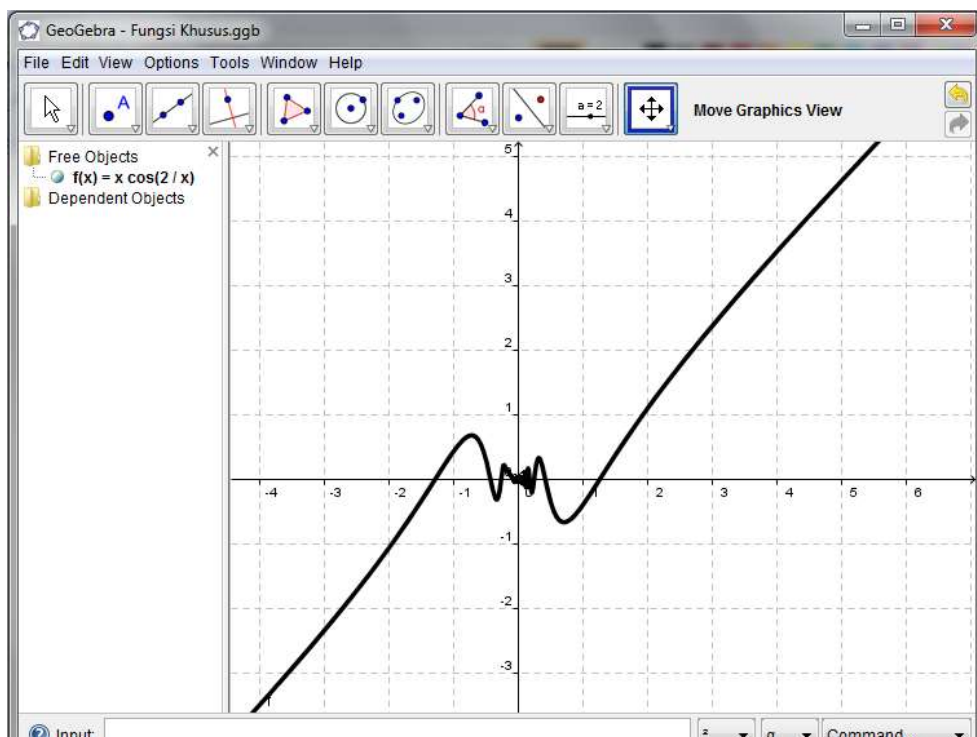 GeoGebra - Fungsi Khusus.ggb
File Edit View Options Tools Window Help
A
α
a = 2
Move Graphics View
Free Objects
f(x) = x cos(2 / x)
Dependent Objects
5
4
3
2
1
-4 -3 -2 -1 0 1 2 3 4 5 6
-1
-2
-3
Input:
² α Command ...